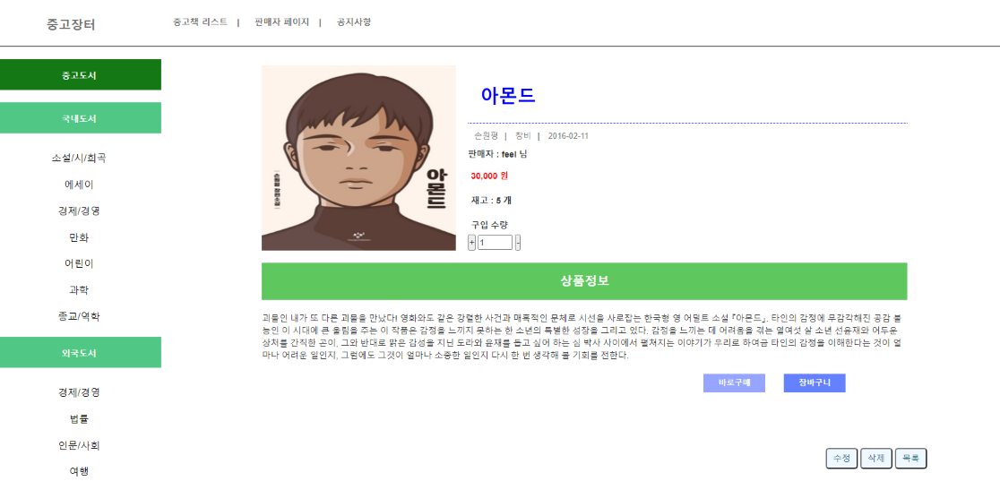 중고장터
중고책 리스트 | 판매자 페이지 | 공지사항
중고도서
국내도서
소설/시/희곡
에세이
경제/경영
만화
어린이
과학
종교/역학
외국도서
경제/경영
법률
인문/사회
여행
손원평 장편소설
아몬드
아몬드
손원평 | 창비 | 2016-02-11
판매자 : feel 님
30,000 원
재고 : 5 개
구입 수량
+ 1 -
상품정보
괴물인 내가 또 다른 괴물을 만났다! 영화와도 같은 강렬한 사건과 매혹적인 문체로 시선을 사로잡는 한국형 영 어덜트 소설 『아몬드』. 타인의 감정에 무감각해진 공감 불
능인 이 시대에 큰 울림을 주는 이 작품은 감정을 느끼지 못하는 한 소년의 특별한 성장을 그리고 있다. 감정을 느끼는 데 어려움을 겪는 열여섯 살 소년 선윤재와 어두운
상처를 간직한 곤이, 그와 반대로 맑은 감성을 지닌 도라와 윤재를 돕고 싶어 하는 심 박사 사이에서 펼쳐지는 이야기가 우리로 하여금 타인의 감정을 이해한다는 것이 얼
마나 어려운 일인지, 그럼에도 그것이 얼마나 소중한 일인지 다시 한 번 생각해 볼 기회를 전한다.
바로구매 장바구니
수정 삭제 목록